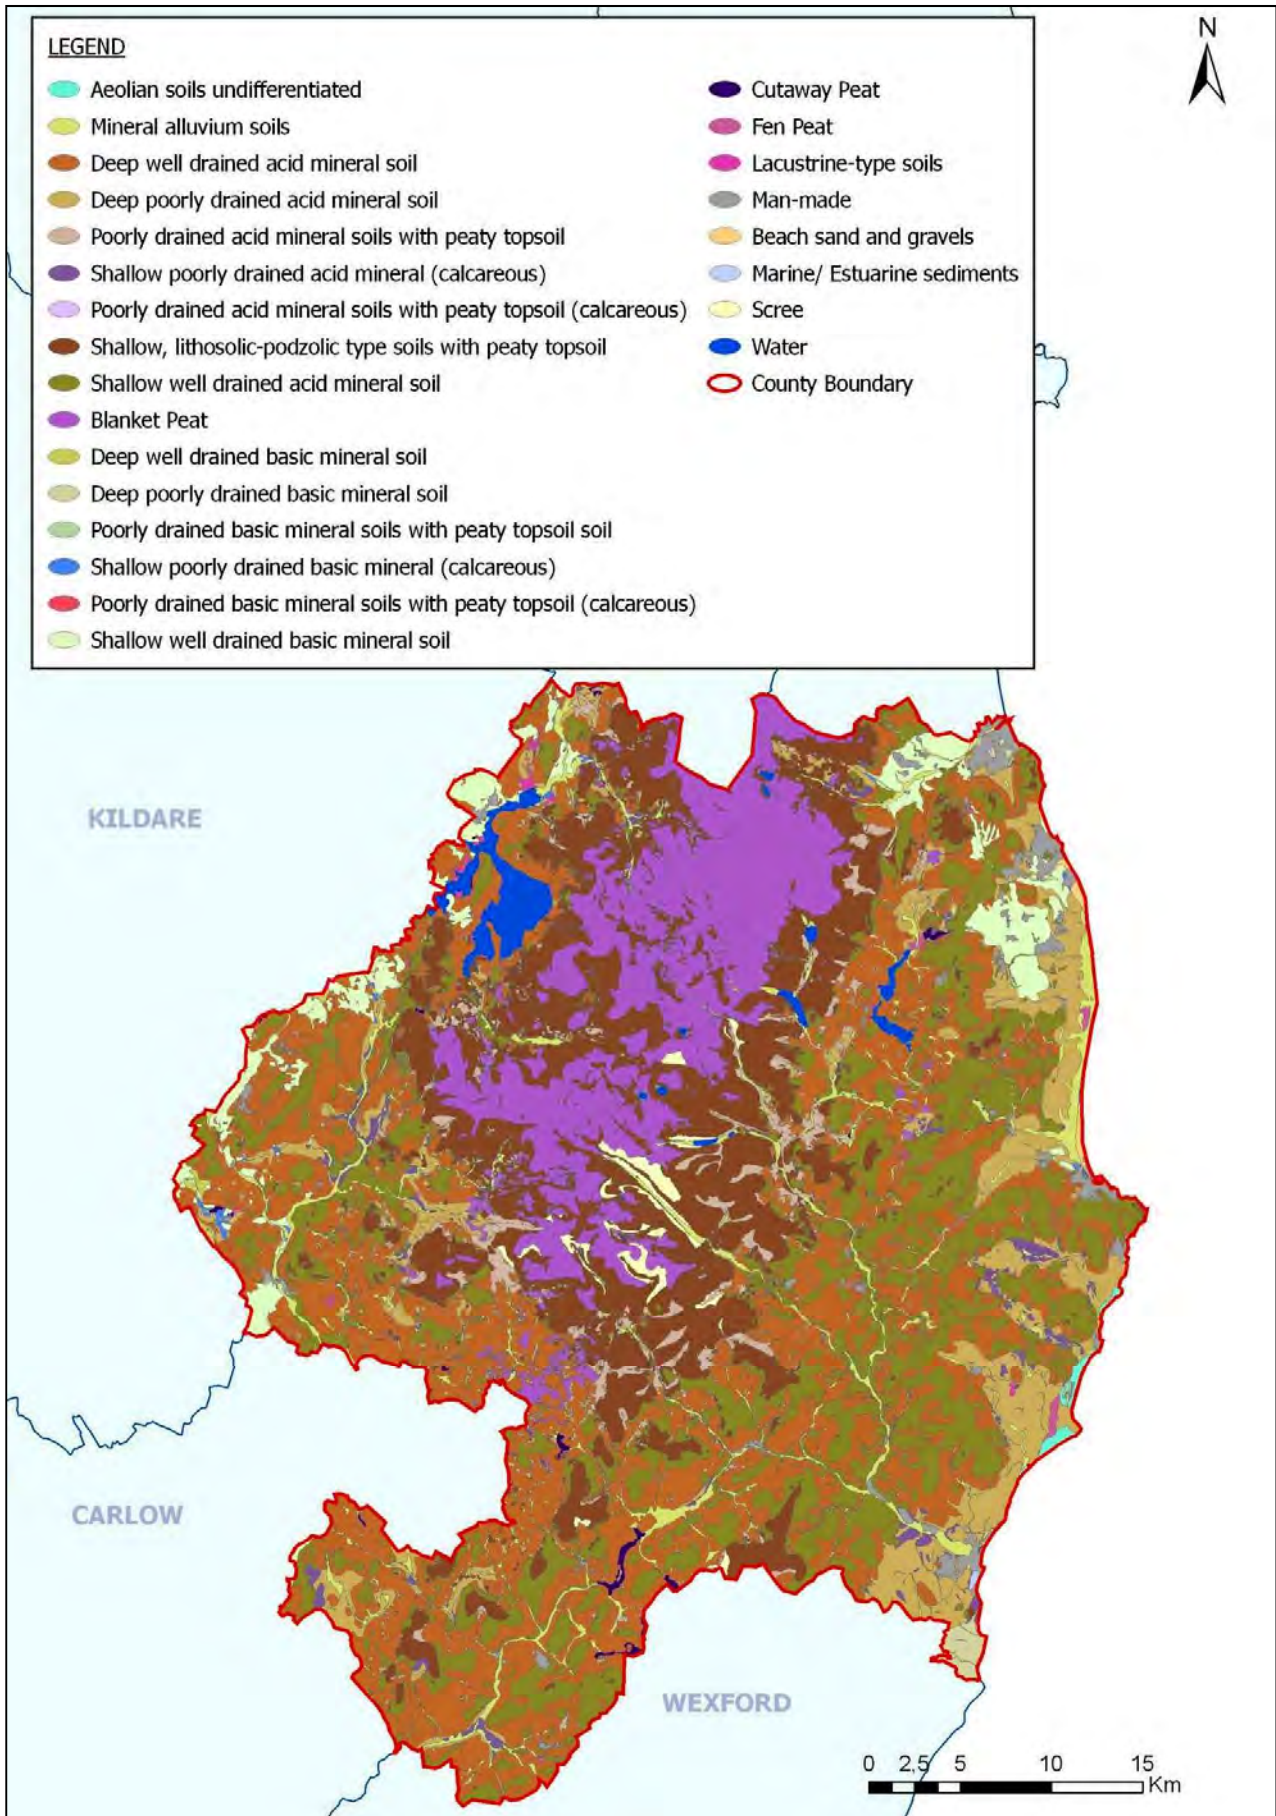 LEGEND
Aeolian soils undifferentiated
Mineral alluvium soils
Deep well drained acid mineral soil
Deep poorly drained acid mineral soil
Poorly drained acid mineral soils with peaty topsoil
Shallow poorly drained acid mineral (calcareous)
Poorly drained acid mineral soils with peaty topsoil (calcareous)
Shallow, lithosolic-podzolic type soils with peaty topsoil
Shallow well drained acid mineral soil
Blanket Peat
Deep well drained basic mineral soil
Deep poorly drained basic mineral soil
Poorly drained basic mineral soils with peaty topsoil soil
Shallow poorly drained basic mineral (calcareous)
Poorly drained basic mineral soils with peaty topsoil (calcareous)
Shallow well drained basic mineral soil
Cutaway Peat
Fen Peat
Lacustrine-type soils
Man-made
Beach sand and gravels
Marine/ Estuarine sediments
Scree
Water
County Boundary
N
KILDARE
CARLOW
WEXFORD
0 2,5 5 10 15
Km